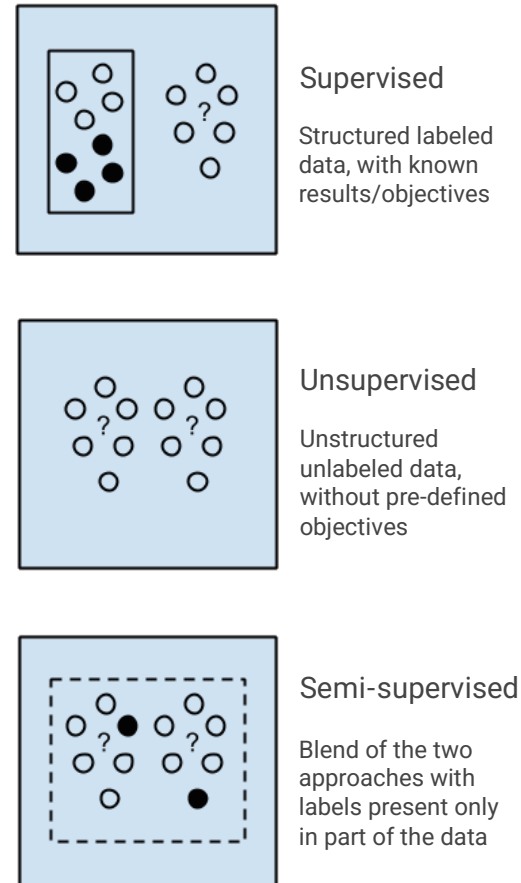 ?
Supervised
Structured labeled
data, with known
results/objectives
? ?
Unsupervised
Unstructured
unlabeled data,
without pre-defined
objectives
? ?
Semi-supervised
Blend of the two
approaches with
labels present only
in part of the data